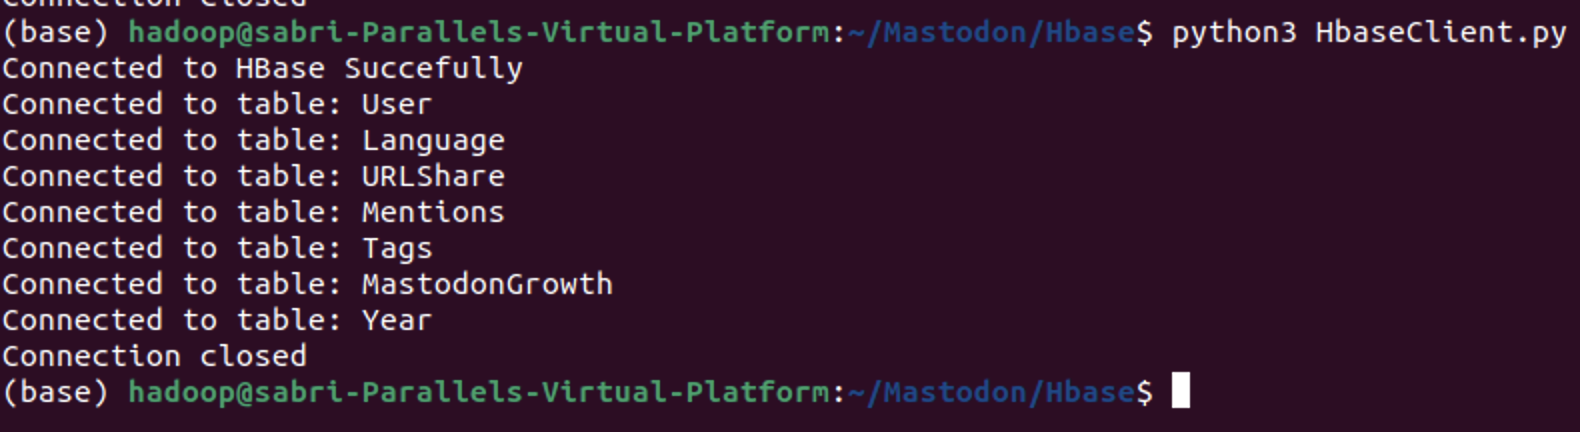 Connection closed
(base) hadoop@sabri-Parallels-Virtual-Platform:~/Mastodon/Hbase$ python3 HbaseClient.py
Connected to HBase Succefully
Connected to table: User
Connected to table: Language
Connected to table: URLShare
Connected to table: Mentions
Connected to table: Tags
Connected to table: MastodonGrowth
Connected to table: Year
Connection closed
(base) hadoop@sabri-Parallels-Virtual-Platform:~/Mastodon/Hbase$